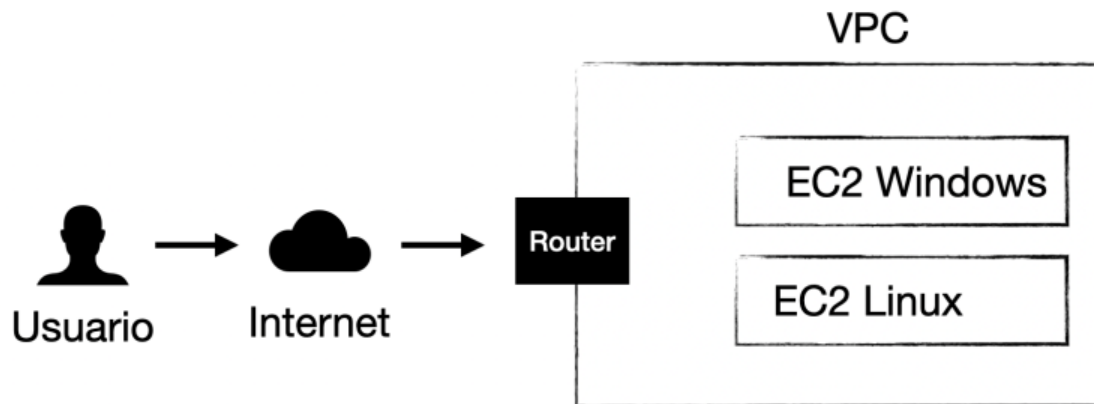 VPC
EC2 Windows
Router
EC2 Linux
Usuario
Internet